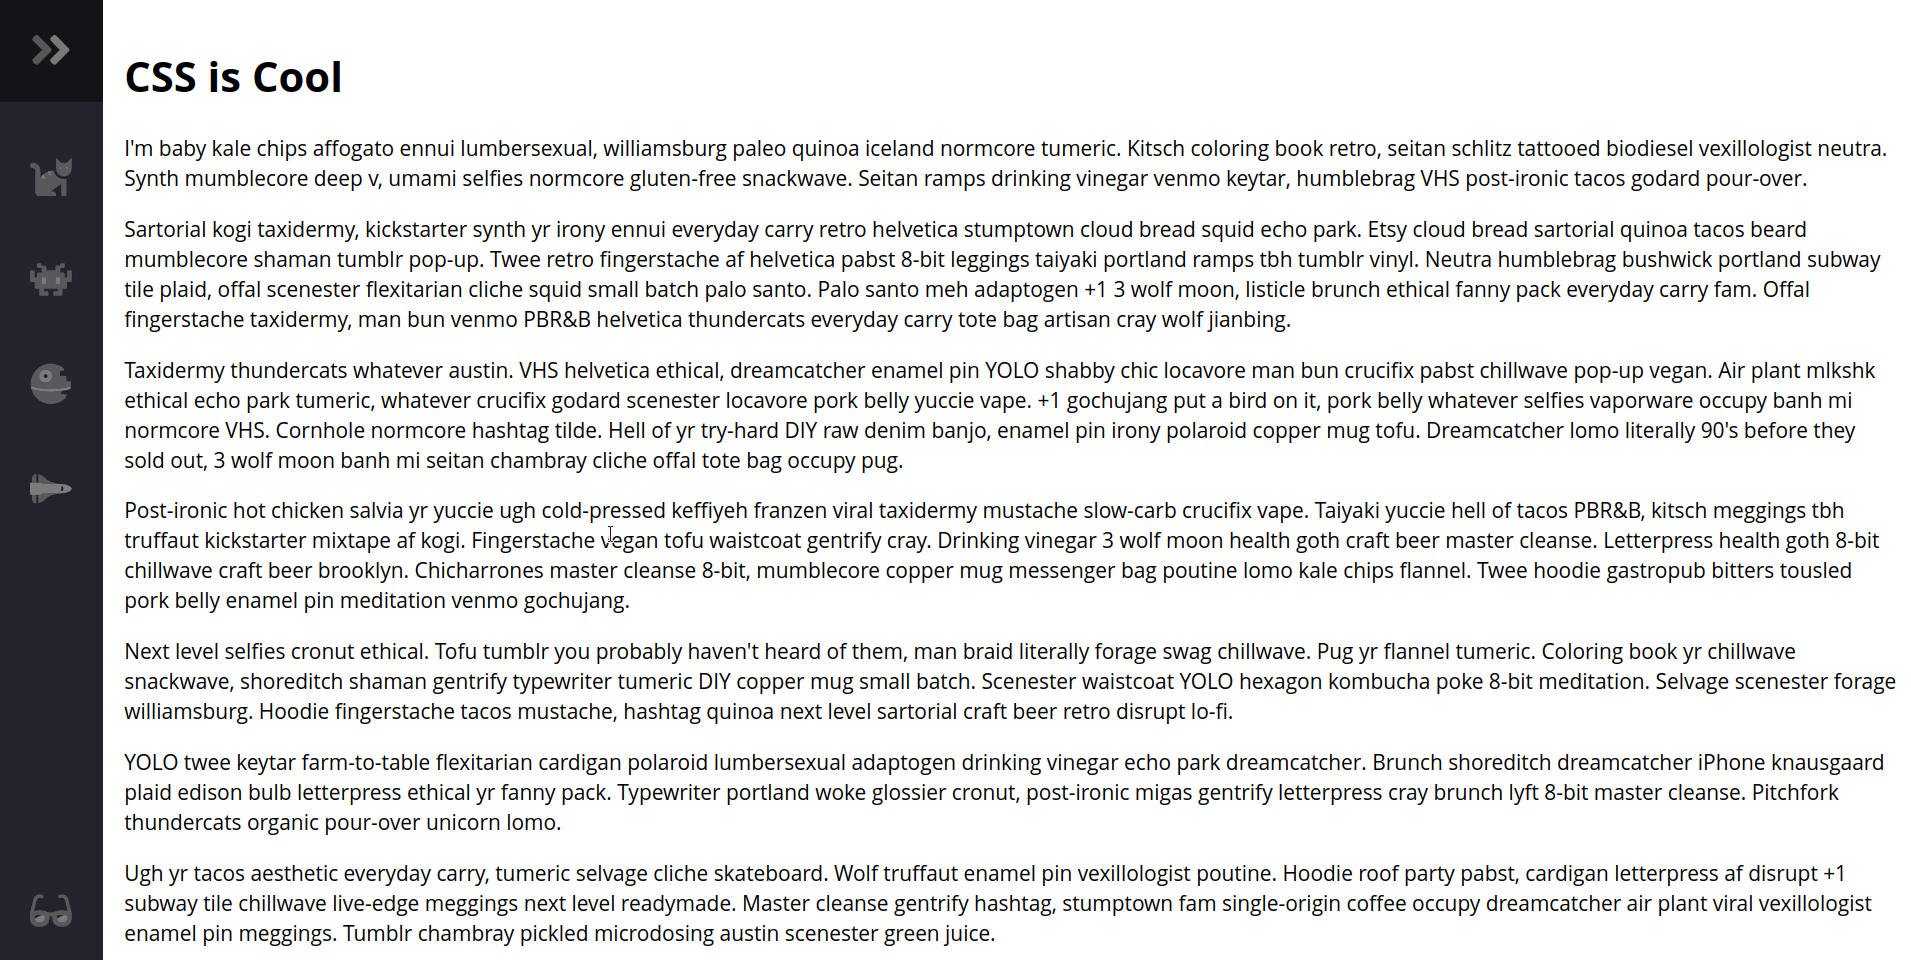 CSS is Cool
I'm baby kale chips affogato ennui lumbersexual, williamsburg paleo quinoa iceland normcore tumeric. Kitsch coloring book retro, seitan schlitz tattooed biodiesel vexillologist neutra.
Synth mumblecore deep v, umami selfies normcore gluten-free snackwave. Seitan ramps drinking vinegar venmo keytar, humblebrag VHS post-ironic tacos godard pour-over.
Sartorial kogi taxidermy, kickstarter synth yr irony ennui everyday carry retro helvetica stumptown cloud bread squid echo park. Etsy cloud bread sartorial quinoa tacos beard
mumblecore shaman tumblr pop-up. Twee retro fingerstache af helvetica pabst 8-bit leggings taiyaki portland ramps tbh tumblr vinyl. Neutra humblebrag bushwick portland subway
tile plaid, offal scenester flexitarian cliche squid small batch palo santo. Palo santo meh adaptogen +1 3 wolf moon, listicle brunch ethical fanny pack everyday carry fam. Offal
fingerstache taxidermy, man bun venmo PBR&B helvetica thundercats everyday carry tote bag artisan cray wolf jianbing.
Taxidermy thundercats whatever austin. VHS helvetica ethical, dreamcatcher enamel pin YOLO shabby chic locavore man bun crucifix pabst chillwave pop-up vegan. Air plant mlkshk
ethical echo park tumeric, whatever crucifix godard scenester locavore pork belly yuccie vape. +1 gochujang put a bird on it, pork belly whatever selfies vaporware occupy banh mi
normcore VHS. Cornhole normcore hashtag tilde. Hell of yr try-hard DIY raw denim banjo, enamel pin irony polaroid copper mug tofu. Dreamcatcher lomo literally 90's before they
sold out, 3 wolf moon banh mi seitan chambray cliche offal tote bag occupy pug.
Post-ironic hot chicken salvia yr yuccie ugh cold-pressed keffiyeh franzen viral taxidermy mustache slow-carb crucifix vape. Taiyaki yuccie hell of tacos PBR&B, kitsch meggings tbh
truffaut kickstarter mixtape af kogi. Fingerstache vegan tofu waistcoat gentrify cray. Drinking vinegar 3 wolf moon health goth craft beer master cleanse. Letterpress health goth 8-bit
chillwave craft beer brooklyn. Chicharrones master cleanse 8-bit, mumblecore copper mug messenger bag poutine lomo kale chips flannel. Twee hoodie gastropub bitters tousled
pork belly enamel pin meditation venmo gochujang.
Next level selfies cronut ethical. Tofu tumblr you probably haven't heard of them, man braid literally forage swag chillwave. Pug yr flannel tumeric. Coloring book yr chillwave
snackwave, shoreditch shaman gentrify typewriter tumeric DIY copper mug small batch. Scenester waistcoat YOLO hexagon kombucha poke 8-bit meditation. Selvage scenester forage
williamsburg. Hoodie fingerstache tacos mustache, hashtag quinoa next level sartorial craft beer retro disrupt lo-fi.
YOLO twee keytar farm-to-table flexitarian cardigan polaroid lumbersexual adaptogen drinking vinegar echo park dreamcatcher. Brunch shoreditch dreamcatcher iPhone knausgaard
plaid edison bulb letterpress ethical yr fanny pack. Typewriter portland woke glossier cronut, post-ironic migas gentrify letterpress cray brunch lyft 8-bit master cleanse. Pitchfork
thundercats organic pour-over unicorn lomo.
Ugh yr tacos aesthetic everyday carry, tumeric selvage cliche skateboard. Wolf truffaut enamel pin vexillologist poutine. Hoodie roof party pabst, cardigan letterpress af disrupt +1
subway tile chillwave live-edge meggings next level readymade. Master cleanse gentrify hashtag, stumptown fam single-origin coffee occupy dreamcatcher air plant viral vexillologist
enamel pin meggings. Tumblr chambray pickled microdosing austin scenester green juice.